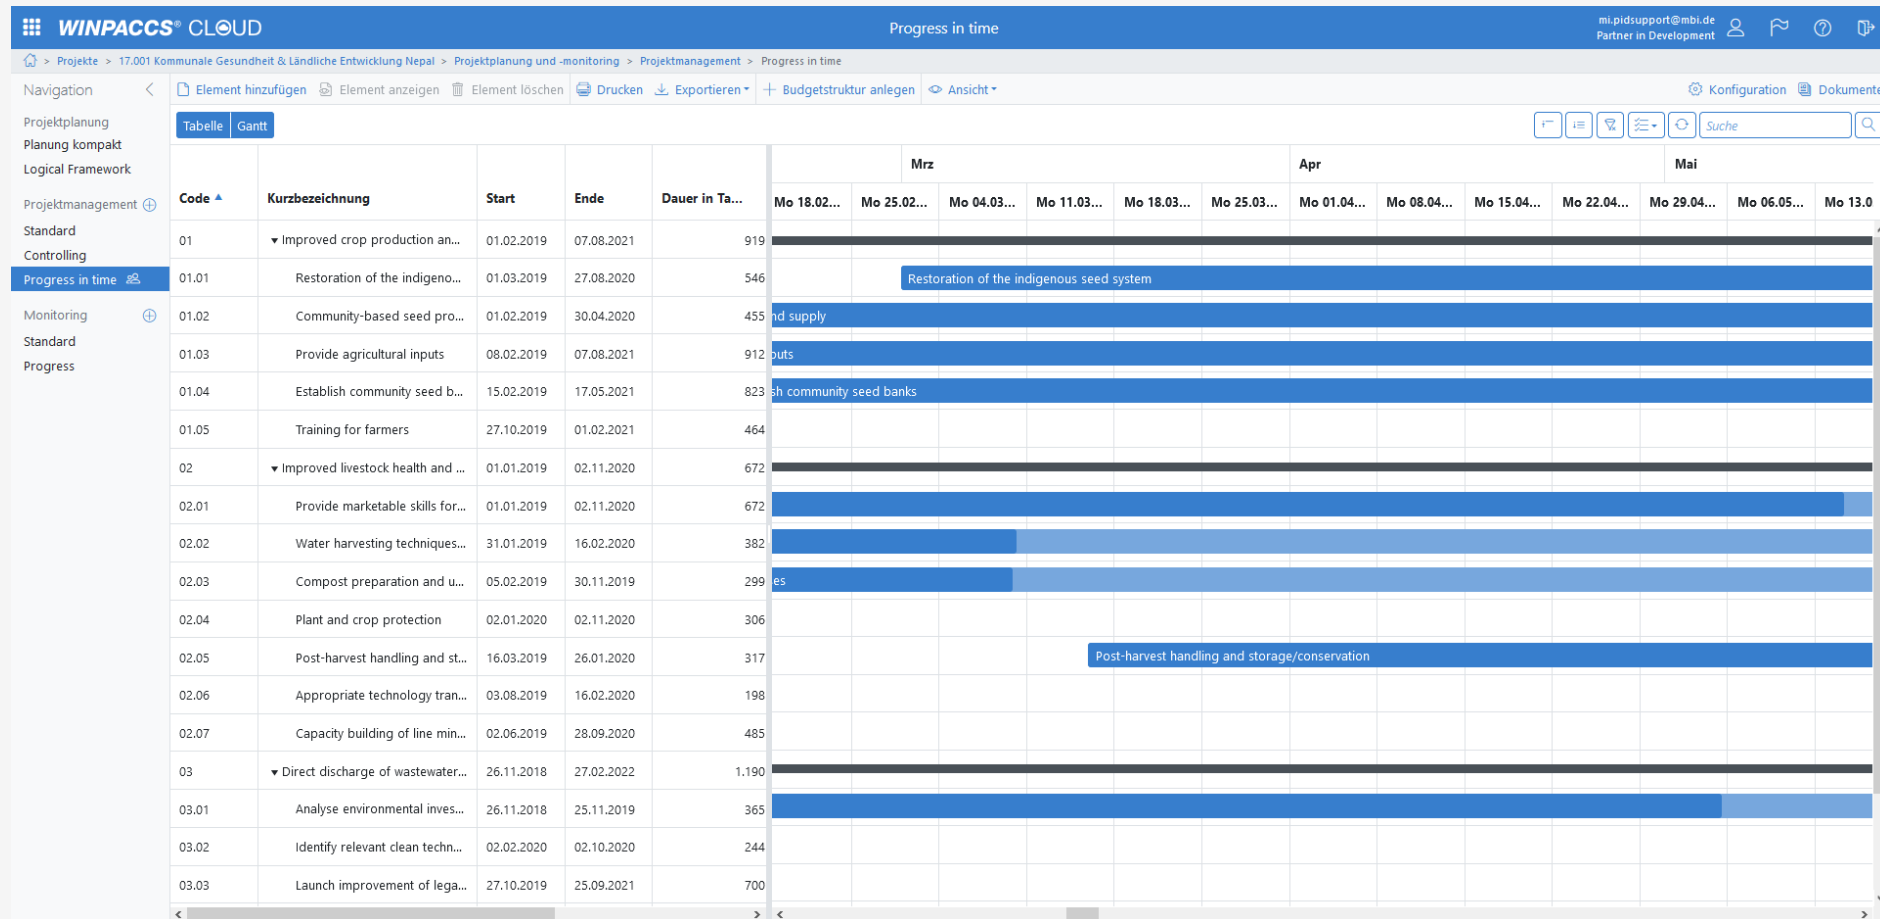 WINPACCS® CLOUD
Progress in time
mi.pidsupport@mbi.de
Partner in Development
> Projekte > 17.001 Kommunale Gesundheit & Ländliche Entwicklung Nepal > Projektplanung und -monitoring > Projektmanagement > Progress in time
Navigation
Element hinzufügen Element anzeigen Element löschen Drucken Exportieren Budgetstruktur anlegen Ansicht Konfiguration Dokumente
Projektplanung
Planung kompakt
Logical Framework
Projektmanagement
Standard
Controlling
Progress in time
Monitoring
Standard
Progress
Tabelle Gantt
Suche
Mrz Apr Mai
Code Kurzbezeichnung Start Ende Dauer in Ta...
Mo 18.02... Mo 25.02... Mo 04.03... Mo 11.03... Mo 18.03... Mo 25.03... Mo 01.04... Mo 08.04... Mo 15.04... Mo 22.04... Mo 29.04... Mo 06.05... Mo 13.0
01 Improved crop production an... 01.02.2019 07.08.2021 919
01.01 Restoration of the indigeno... 01.03.2019 27.08.2020 546 Restoration of the indigenous seed system
01.02 Community-based seed pro... 01.02.2019 30.04.2020 455 nd supply
01.03 Provide agricultural inputs 08.02.2019 07.08.2021 912 puts
01.04 Establish community seed b... 15.02.2019 17.05.2021 823 sh community seed banks
01.05 Training for farmers 27.10.2019 01.02.2021 464
02 Improved livestock health and ... 01.01.2019 02.11.2020 672
02.01 Provide marketable skills for... 01.01.2019 02.11.2020 672
02.02 Water harvesting techniques... 31.01.2019 16.02.2020 382
02.03 Compost preparation and u... 05.02.2019 30.11.2019 299 es
02.04 Plant and crop protection 02.01.2020 02.11.2020 306
02.05 Post-harvest handling and st... 16.03.2019 26.01.2020 317 Post-harvest handling and storage/conservation
02.06 Appropriate technology tran... 03.08.2019 16.02.2020 198
02.07 Capacity building of line min... 02.06.2019 28.09.2020 485
03 Direct discharge of wastewater... 26.11.2018 27.02.2022 1.190
03.01 Analyse environmental inves... 26.11.2018 25.11.2019 365
03.02 Identify relevant clean techn... 02.02.2020 02.10.2020 244
03.03 Launch improvement of lega... 27.10.2019 25.09.2021 700